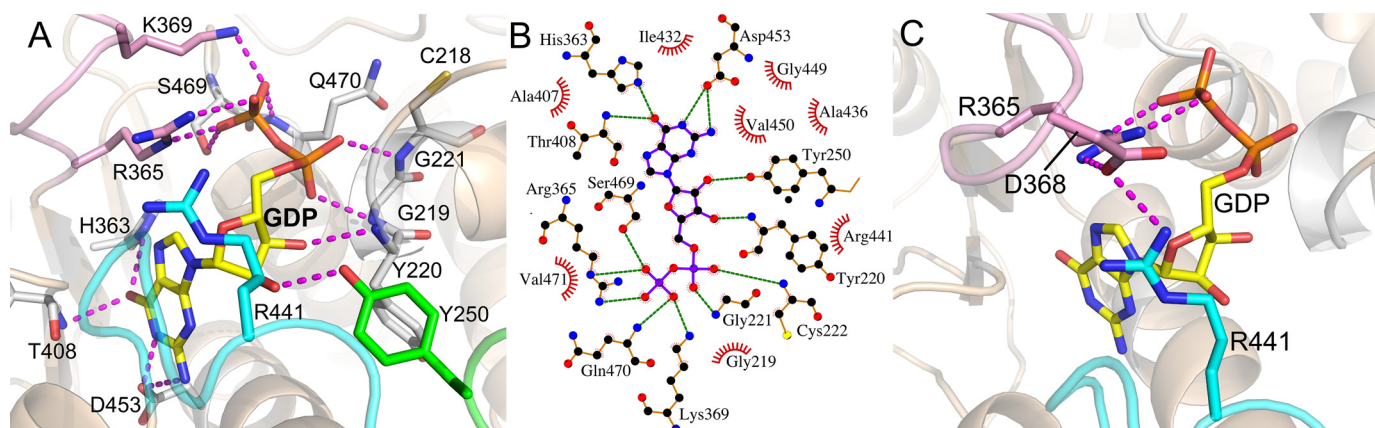 A
K369
S469
Q470
C218
R365
G221
H363
GDP
G219
Y220
R441
Y250
T408
D453
B
His363
Ile432
Asp453
Gly449
Ala407
Ala436
Val450
Thr408
Tyr250
Arg365
Ser469
Arg441
Val471
Tyr220
Gly221
Cys222
Gln470
Gly219
Lys369
C
R365
D368
GDP
R441